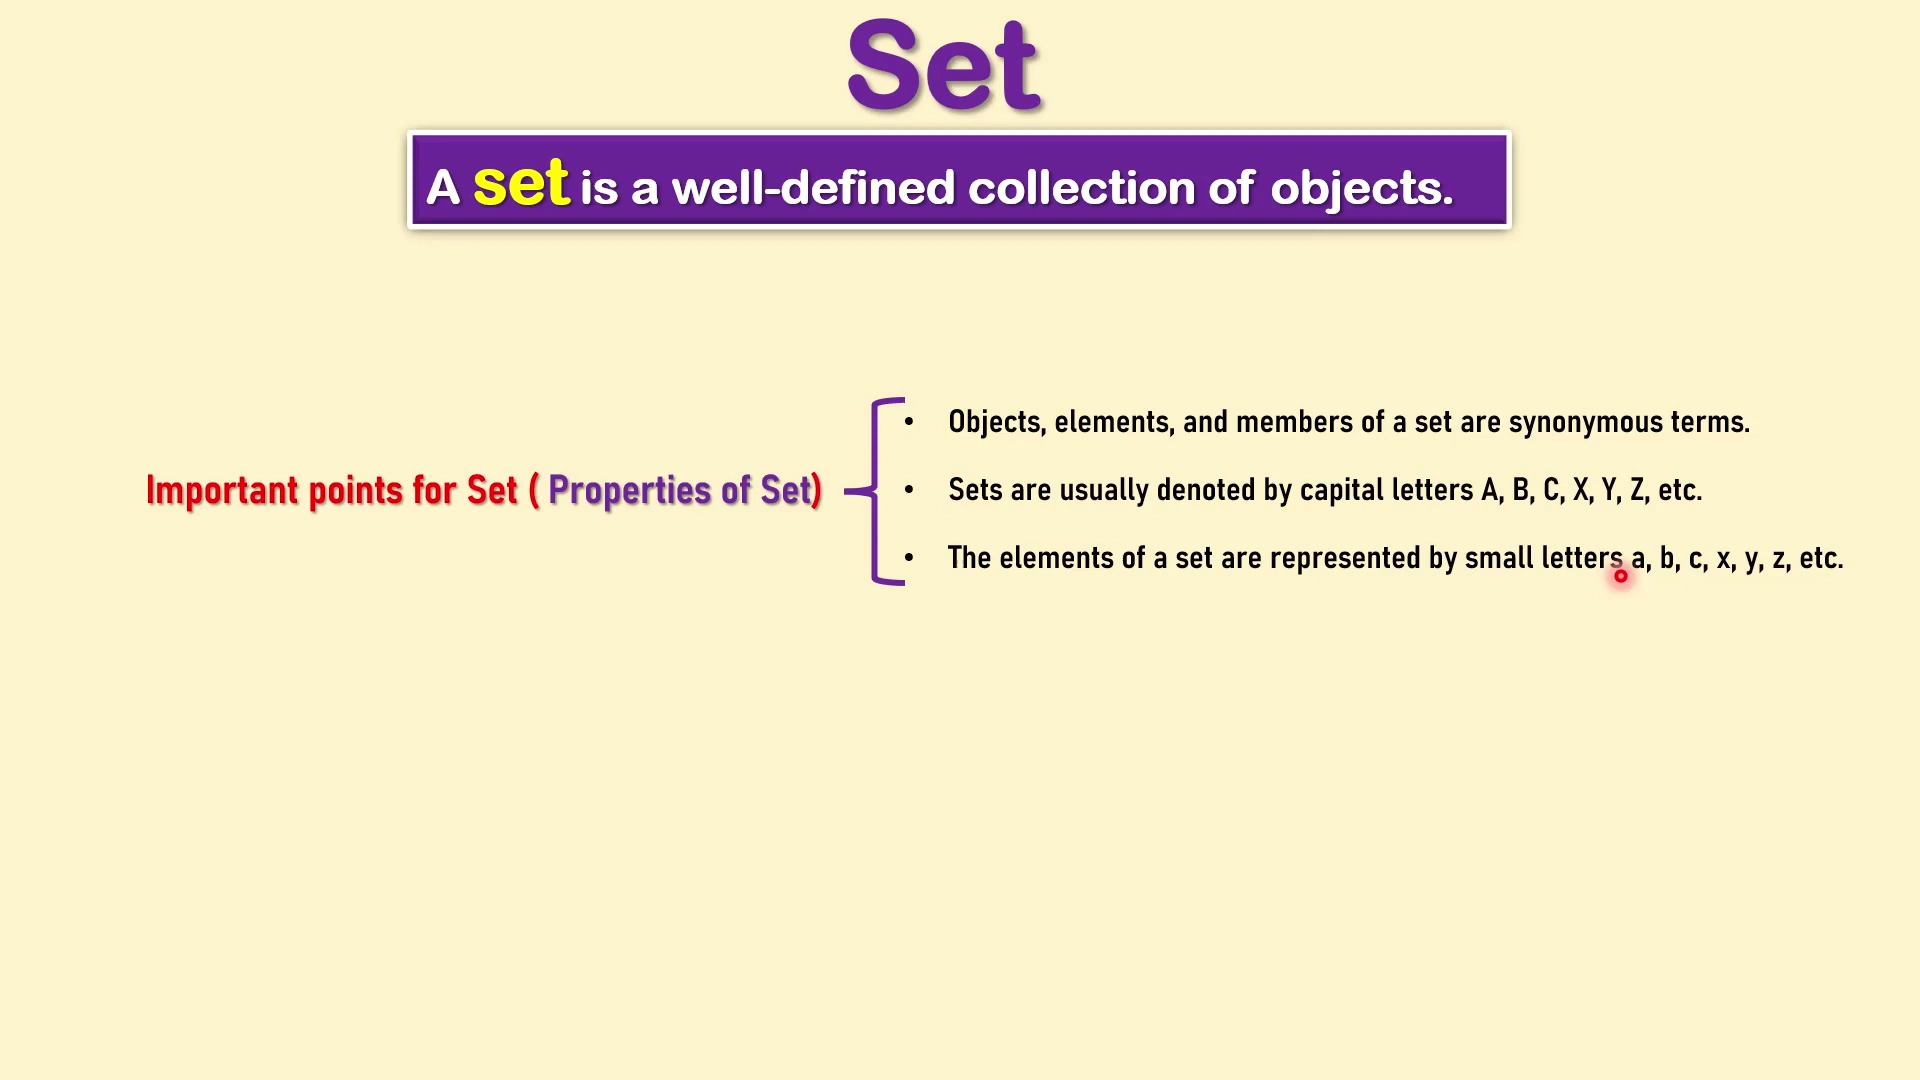 Set
A set is a well-defined collection of objects.
Important points for Set ( Properties of Set)
• Objects, elements, and members of a set are synonymous terms.
• Sets are usually denoted by capital letters A, B, C, X, Y, Z, etc.
• The elements of a set are represented by small letters a, b, c, x, y, z, etc.